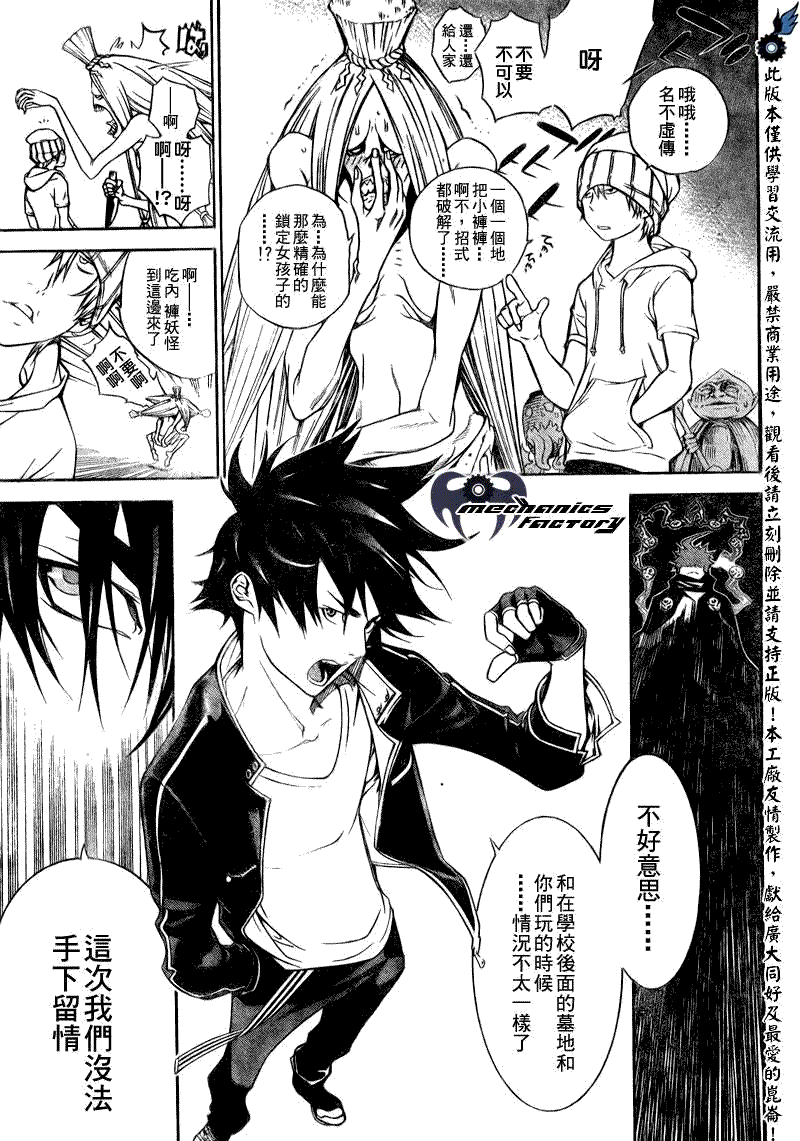 哦哦……
名不虛傳
呀
不要
不可以
還…還
給人家
一個一個地
把小褲褲…
啊不，招式
都破解了……
為…為什麼能
那麼精確的
鎖定女孩子的
……!?
呀……呀
——啊
啊——!?
啊——…
吃內褲妖怪
到這邊來了
不要啊
啊啊
mechanics
factory
不好意思……
和在學校後面的墓地和
你們玩的時候
……情況不太一樣了
這次我們沒法
手下留情
此版本僅供學習交流用，嚴禁商業用途，觀看後請立刻刪除並請支持正版！本工廠友情製作，獻給廣大同好及最愛的崑崙！